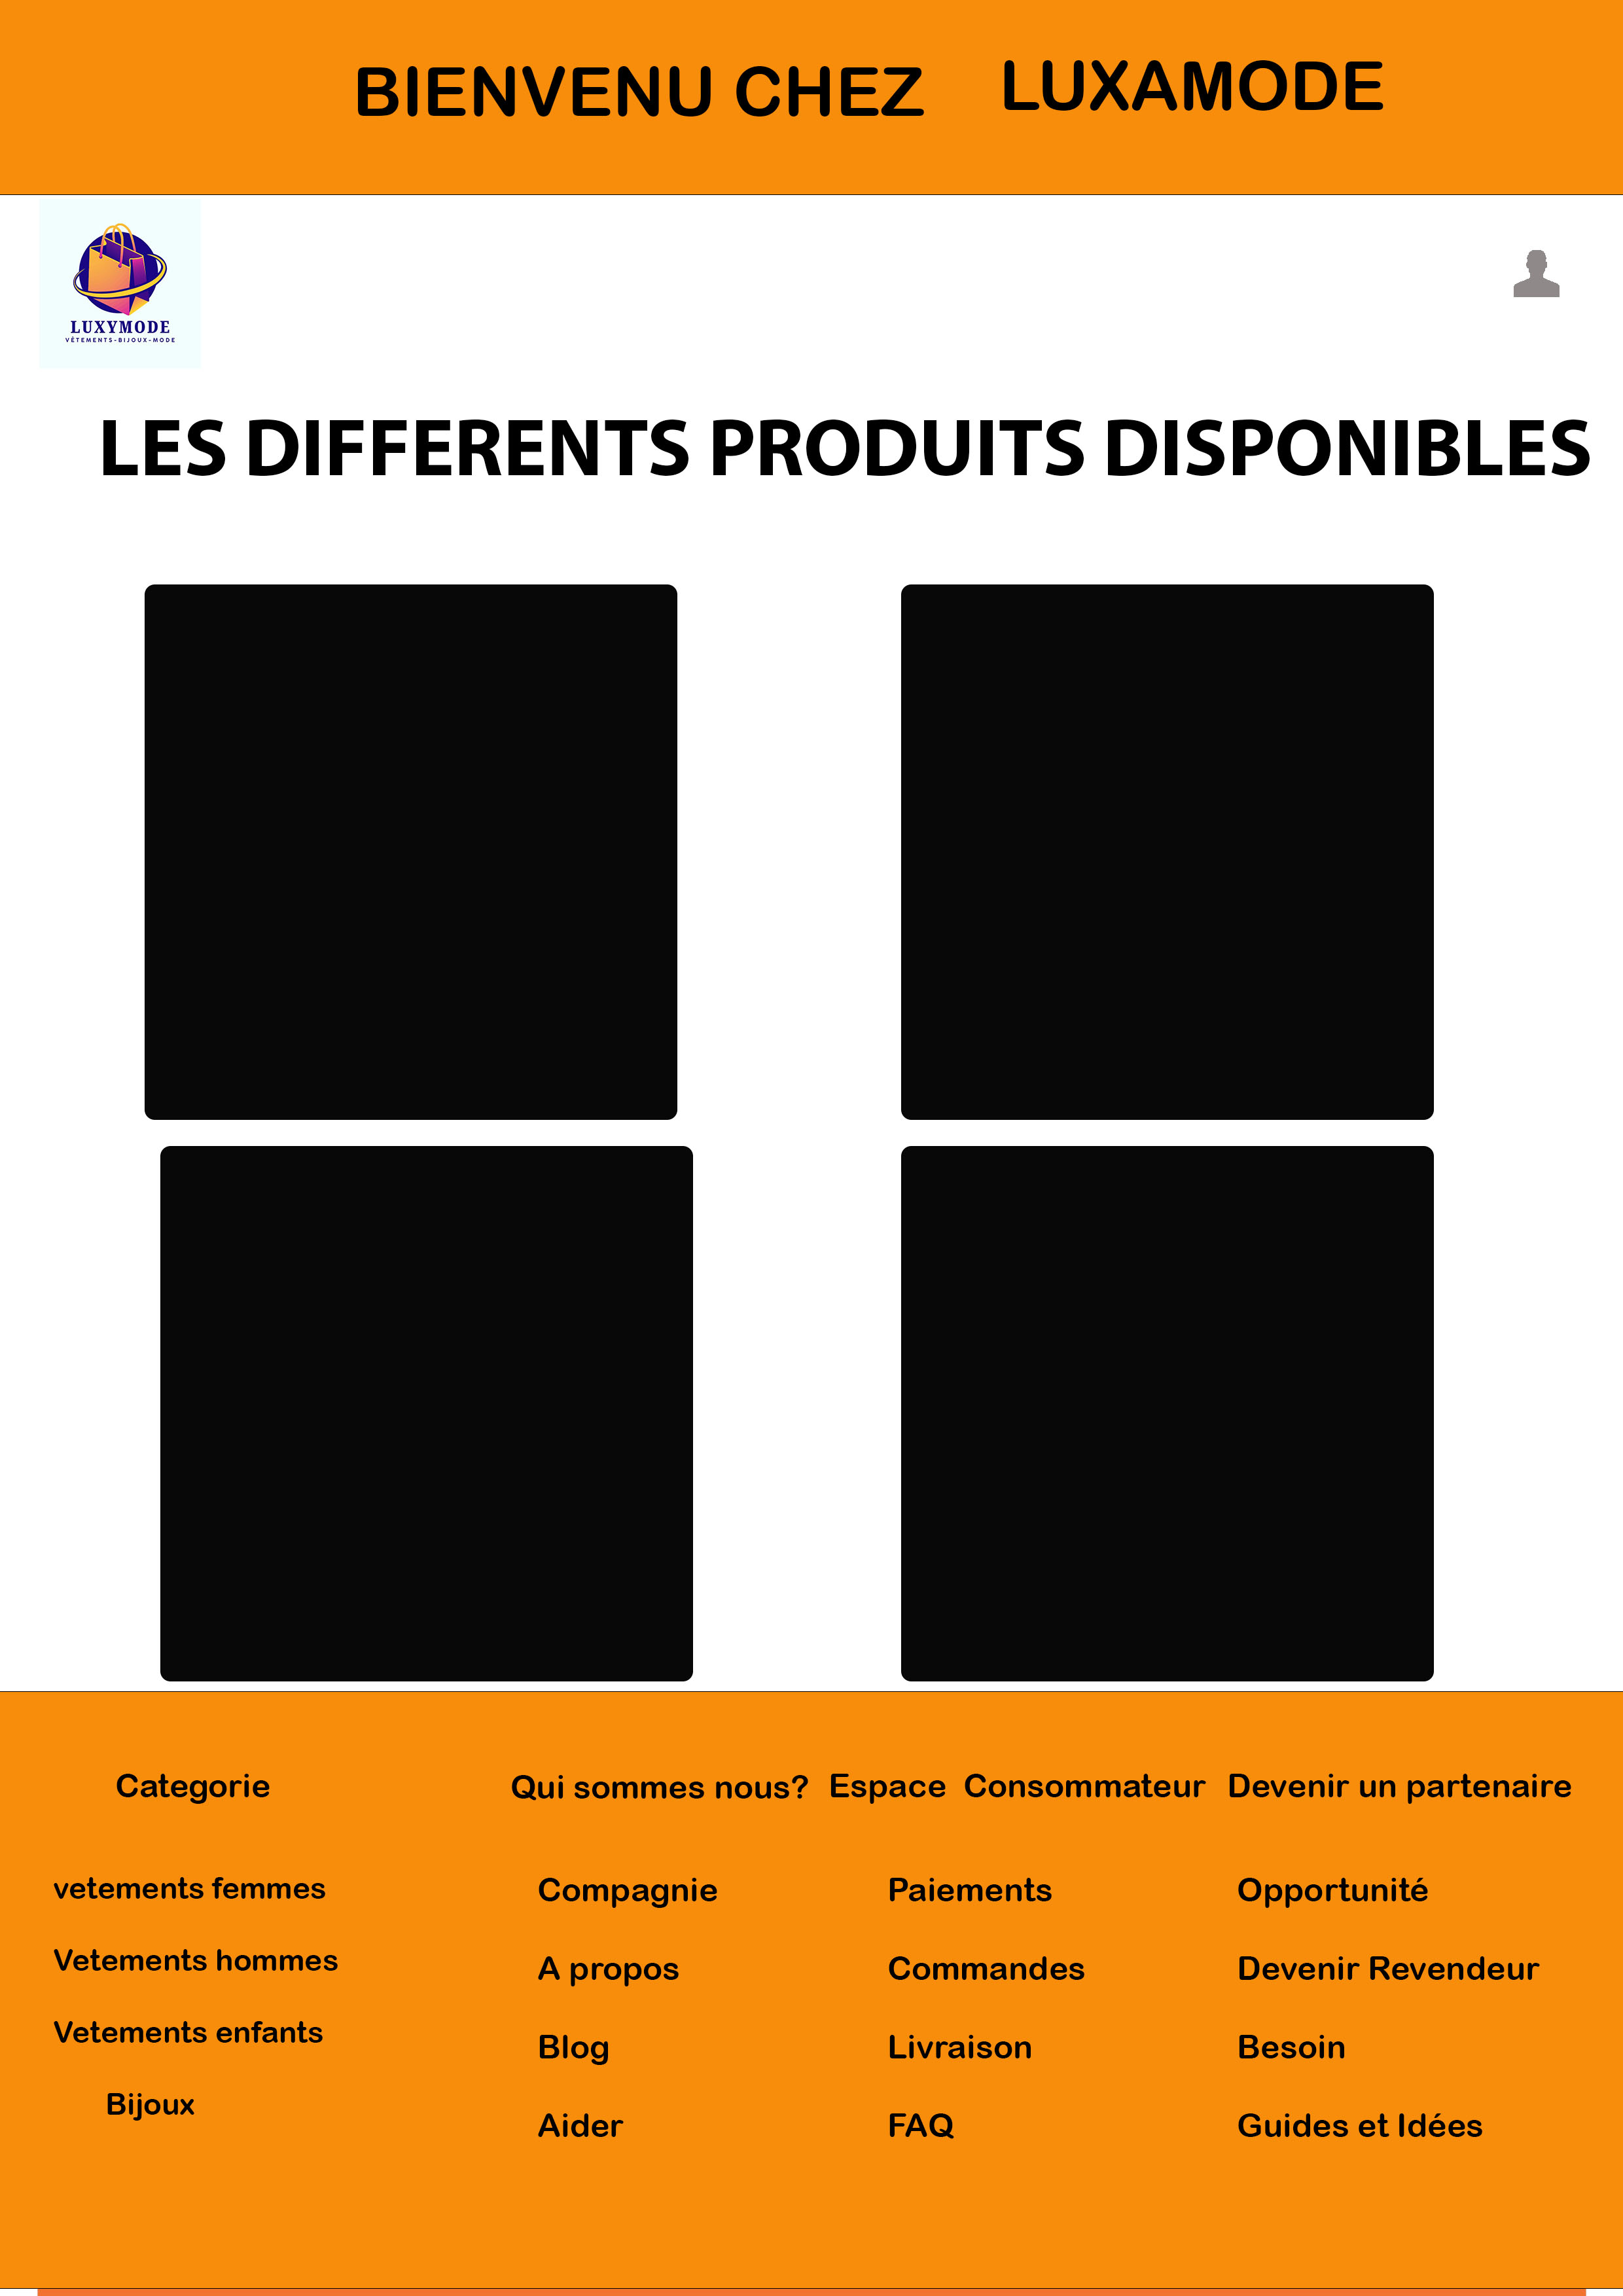 BIENVENU CHEZ LUXAMODE
LUXYMODE
VÊTEMENTS-BIJOUX-MODE
LES DIFFERENTS PRODUITS DISPONIBLES
Categorie
vetements femmes
Vetements hommes
Vetements enfants
Bijoux
Qui sommes nous?
Compagnie
A propos
Blog
Aider
Espace Consommateur
Paiements
Commandes
Livraison
FAQ
Devenir un partenaire
Opportunité
Devenir Revendeur
Besoin
Guides et Idées